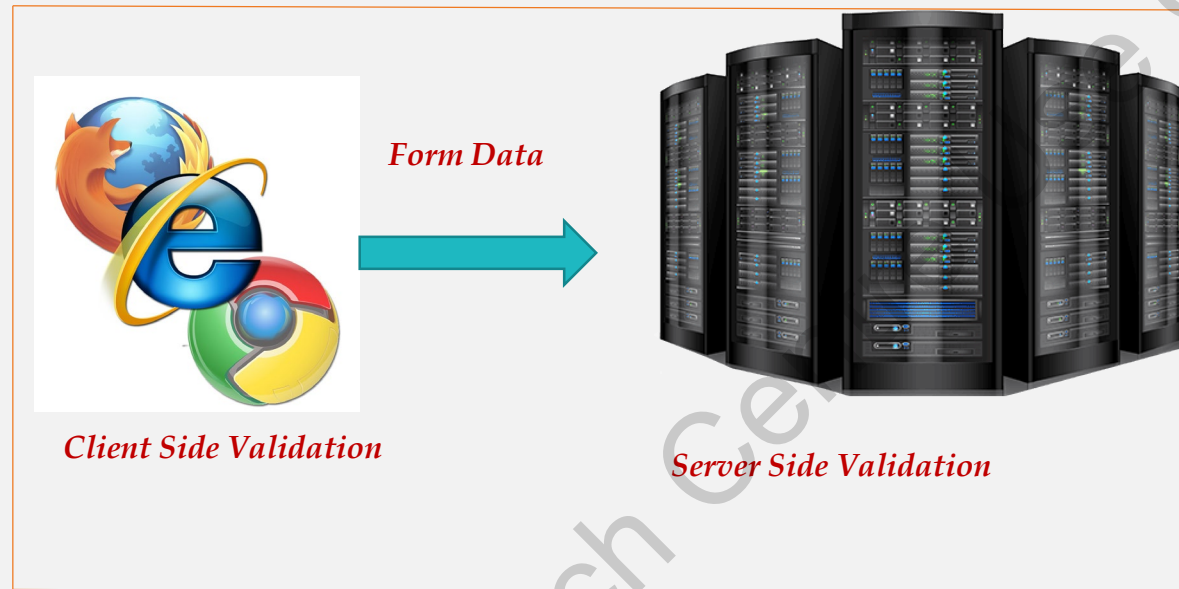 Form Data
Client Side Validation
Server Side Validation